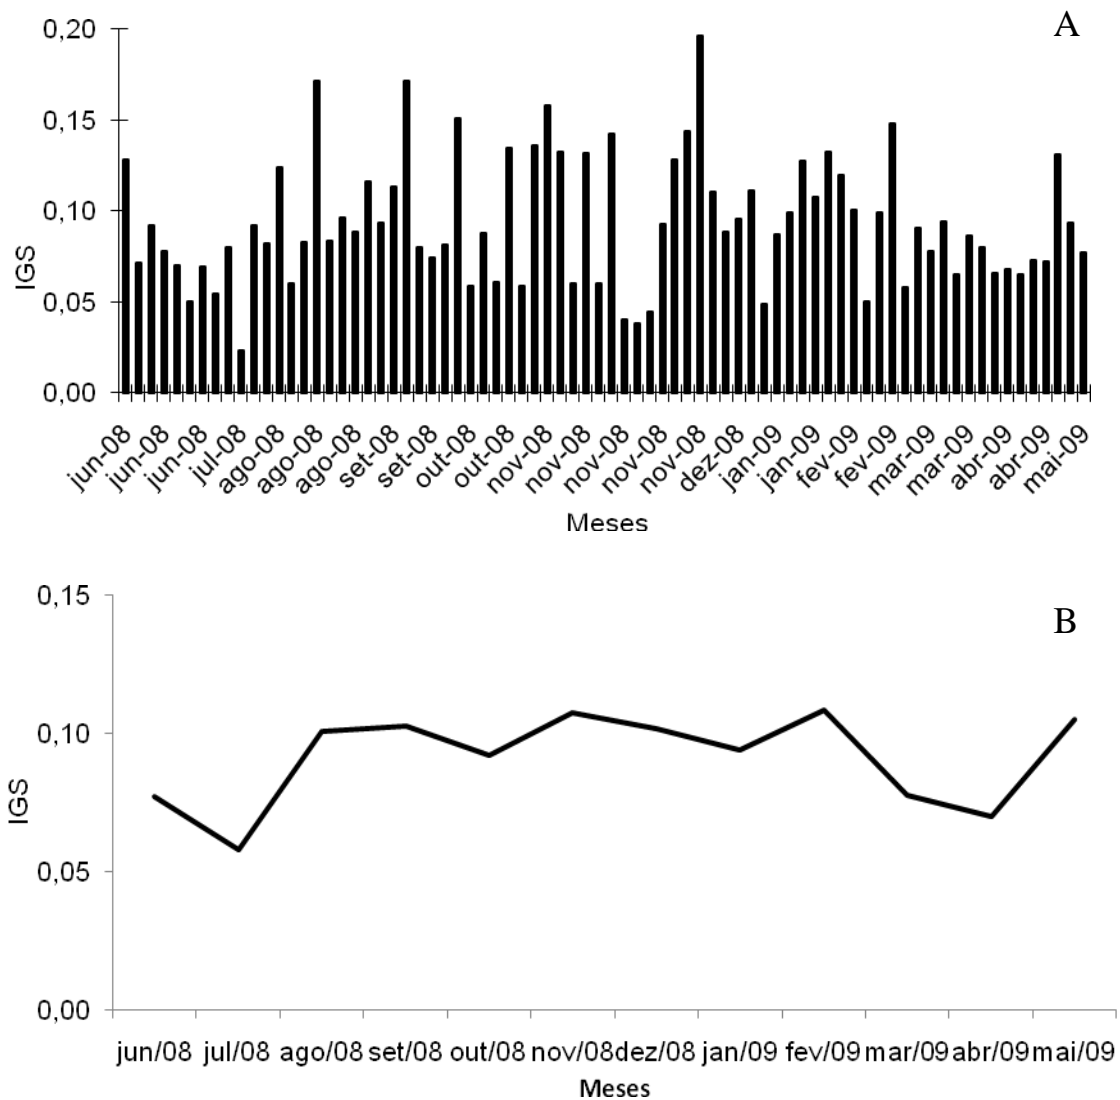 A
0,20
0,15
0,10
0,05
0,00
IGS
jun-08
jun-08
jun-08
jul-08
ago-08
ago-08
ago-08
set-08
set-08
out-08
out-08
nov-08
nov-08
nov-08
nov-08
nov-08
dez-08
jan-09
jan-09
fev-09
fev-09
mar-09
mar-09
abr-09
abr-09
mai-09
Meses
B
0,15
0,10
0,05
0,00
IGS
jun/08 jul/08 ago/08 set/08 out/08 nov/08 dez/08 jan/09 fev/09 mar/09 abr/09 mai/09
Meses